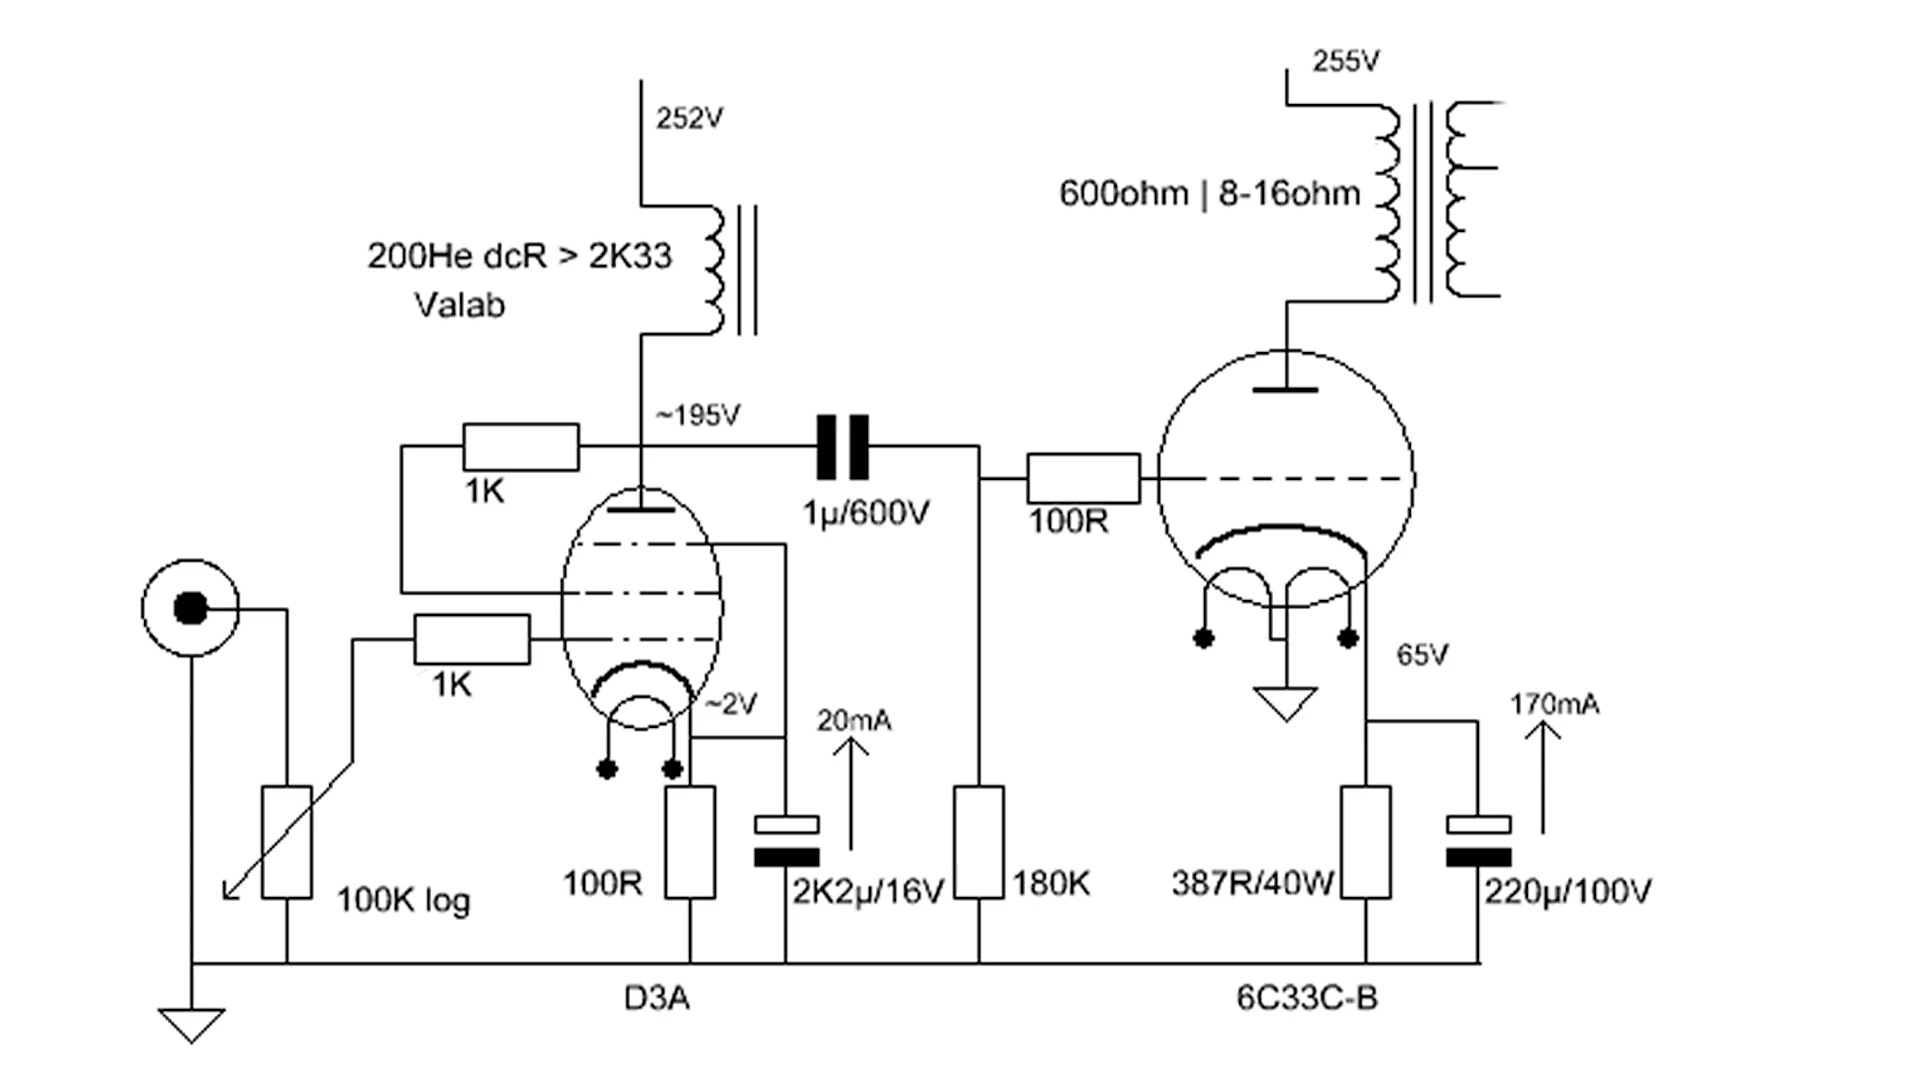 255V
252V
600ohm | 8-16ohm
200He dcR > 2K33
Valab
~195V
1K
1µ/600V
100R
1K
~2V
65V
20mA
170mA
100K log
100R
2K2µ/16V
180K
387R/40W
220µ/100V
D3A
6C33C-B